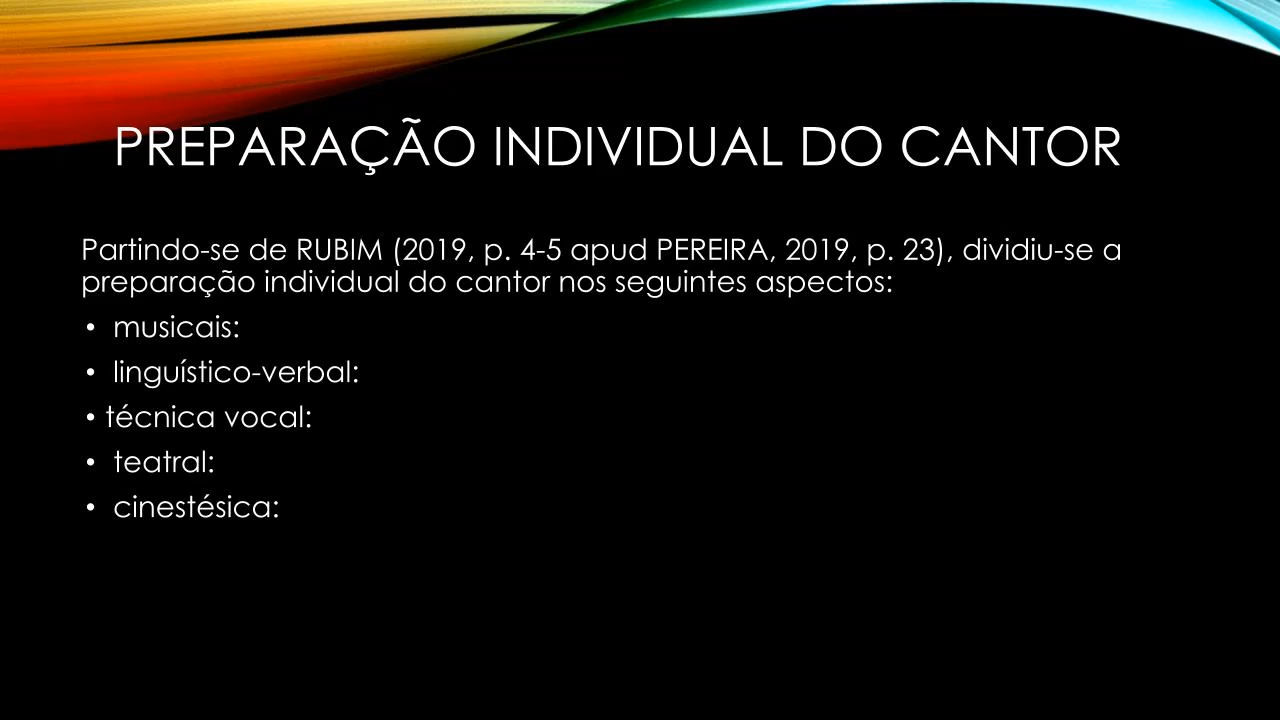 PREPARAÇÃO INDIVIDUAL DO CANTOR
Partindo-se de RUBIM (2019, p. 4-5 apud PEREIRA, 2019, p. 23), dividiu-se a
preparação individual do cantor nos seguintes aspectos:
• musicais:
• linguístico-verbal:
• técnica vocal:
• teatral:
• cinestésica: